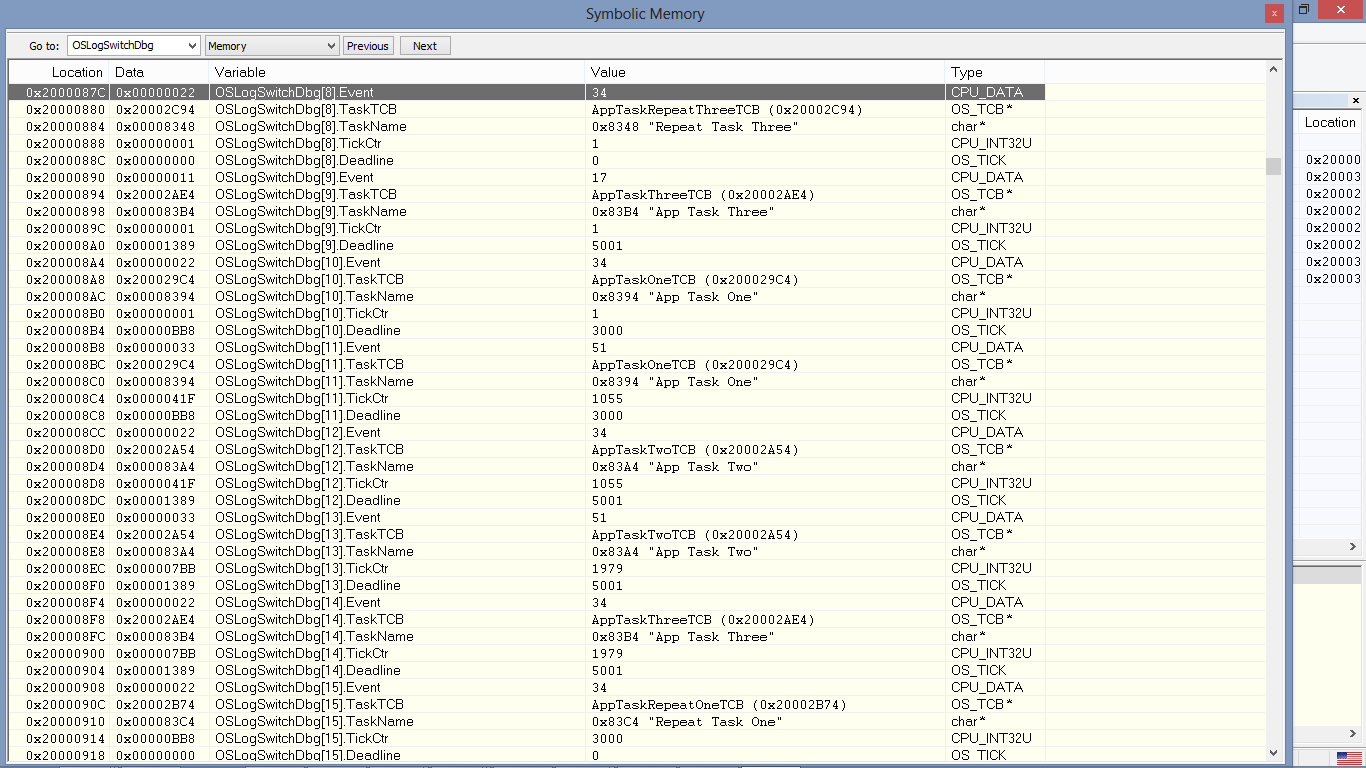 Symbolic Memory
Go to: OSLogSwitchDbg Memory Previous Next
Location Data Variable Value Type
0x2000087C 0x00000022 OSLogSwitchDbg[8].Event 34 CPU_DATA
0x20000880 0x20002C94 OSLogSwitchDbg[8].TaskTCB AppTaskRepeatThreeTCB (0x20002C94) OS_TCB*
0x20000884 0x00008348 OSLogSwitchDbg[8].TaskName 0x8348 "Repeat Task Three" char*
0x20000888 0x00000001 OSLogSwitchDbg[8].TickCtr 1 CPU_INT32U
0x2000088C 0x00000000 OSLogSwitchDbg[8].Deadline 0 OS_TICK
0x20000890 0x00000011 OSLogSwitchDbg[9].Event 17 CPU_DATA
0x20000894 0x20002AE4 OSLogSwitchDbg[9].TaskTCB AppTaskThreeTCB (0x20002AE4) OS_TCB*
0x20000898 0x000083B4 OSLogSwitchDbg[9].TaskName 0x83B4 "App Task Three" char*
0x2000089C 0x00000001 OSLogSwitchDbg[9].TickCtr 1 CPU_INT32U
0x200008A0 0x00001389 OSLogSwitchDbg[9].Deadline 5001 OS_TICK
0x200008A4 0x00000022 OSLogSwitchDbg[10].Event 34 CPU_DATA
0x200008A8 0x200029C4 OSLogSwitchDbg[10].TaskTCB AppTaskOneTCB (0x200029C4) OS_TCB*
0x200008AC 0x00008394 OSLogSwitchDbg[10].TaskName 0x8394 "App Task One" char*
0x200008B0 0x00000001 OSLogSwitchDbg[10].TickCtr 1 CPU_INT32U
0x200008B4 0x00000BB8 OSLogSwitchDbg[10].Deadline 3000 OS_TICK
0x200008B8 0x00000033 OSLogSwitchDbg[11].Event 51 CPU_DATA
0x200008BC 0x200029C4 OSLogSwitchDbg[11].TaskTCB AppTaskOneTCB (0x200029C4) OS_TCB*
0x200008C0 0x00008394 OSLogSwitchDbg[11].TaskName 0x8394 "App Task One" char*
0x200008C4 0x0000041F OSLogSwitchDbg[11].TickCtr 1055 CPU_INT32U
0x200008C8 0x00000BB8 OSLogSwitchDbg[11].Deadline 3000 OS_TICK
0x200008CC 0x00000022 OSLogSwitchDbg[12].Event 34 CPU_DATA
0x200008D0 0x20002A54 OSLogSwitchDbg[12].TaskTCB AppTaskTwoTCB (0x20002A54) OS_TCB*
0x200008D4 0x000083A4 OSLogSwitchDbg[12].TaskName 0x83A4 "App Task Two" char*
0x200008D8 0x0000041F OSLogSwitchDbg[12].TickCtr 1055 CPU_INT32U
0x200008DC 0x00001389 OSLogSwitchDbg[12].Deadline 5001 OS_TICK
0x200008E0 0x00000033 OSLogSwitchDbg[13].Event 51 CPU_DATA
0x200008E4 0x20002A54 OSLogSwitchDbg[13].TaskTCB AppTaskTwoTCB (0x20002A54) OS_TCB*
0x200008E8 0x000083A4 OSLogSwitchDbg[13].TaskName 0x83A4 "App Task Two" char*
0x200008EC 0x000007BB OSLogSwitchDbg[13].TickCtr 1979 CPU_INT32U
0x200008F0 0x00001389 OSLogSwitchDbg[13].Deadline 5001 OS_TICK
0x200008F4 0x00000022 OSLogSwitchDbg[14].Event 34 CPU_DATA
0x200008F8 0x20002AE4 OSLogSwitchDbg[14].TaskTCB AppTaskThreeTCB (0x20002AE4) OS_TCB*
0x200008FC 0x000083B4 OSLogSwitchDbg[14].TaskName 0x83B4 "App Task Three" char*
0x20000900 0x000007BB OSLogSwitchDbg[14].TickCtr 1979 CPU_INT32U
0x20000904 0x00001389 OSLogSwitchDbg[14].Deadline 5001 OS_TICK
0x20000908 0x00000022 OSLogSwitchDbg[15].Event 34 CPU_DATA
0x2000090C 0x20002B74 OSLogSwitchDbg[15].TaskTCB AppTaskRepeatOneTCB (0x20002B74) OS_TCB*
0x20000910 0x000083C4 OSLogSwitchDbg[15].TaskName 0x83C4 "Repeat Task One" char*
0x20000914 0x00000BB8 OSLogSwitchDbg[15].TickCtr 3000 CPU_INT32U
0x20000918 0x00000000 OSLogSwitchDbg[15].Deadline 0 OS_TICK
Location
0x20000
0x20003
0x20002
0x20002
0x20002
0x20002
0x20003
0x20003